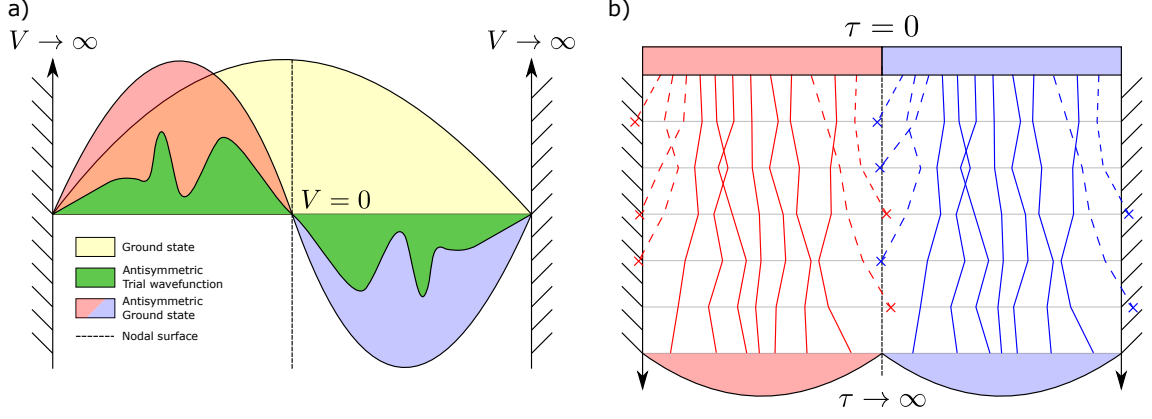 a)
V → ∞
V → ∞
V = 0
Ground state
Antisymmetric
Trial wavefunction
Antisymmetric
Ground state
Nodal surface
b)
τ = 0
τ → ∞